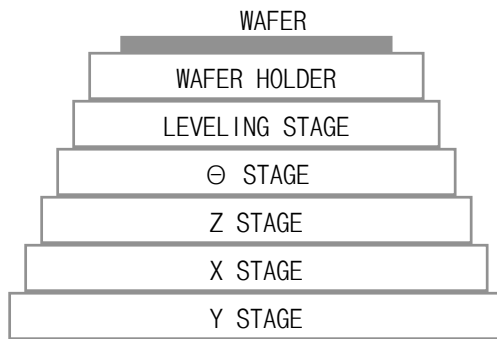 WAFER
WAFER HOLDER
LEVELING STAGE
Θ STAGE
Z STAGE
X STAGE
Y STAGE